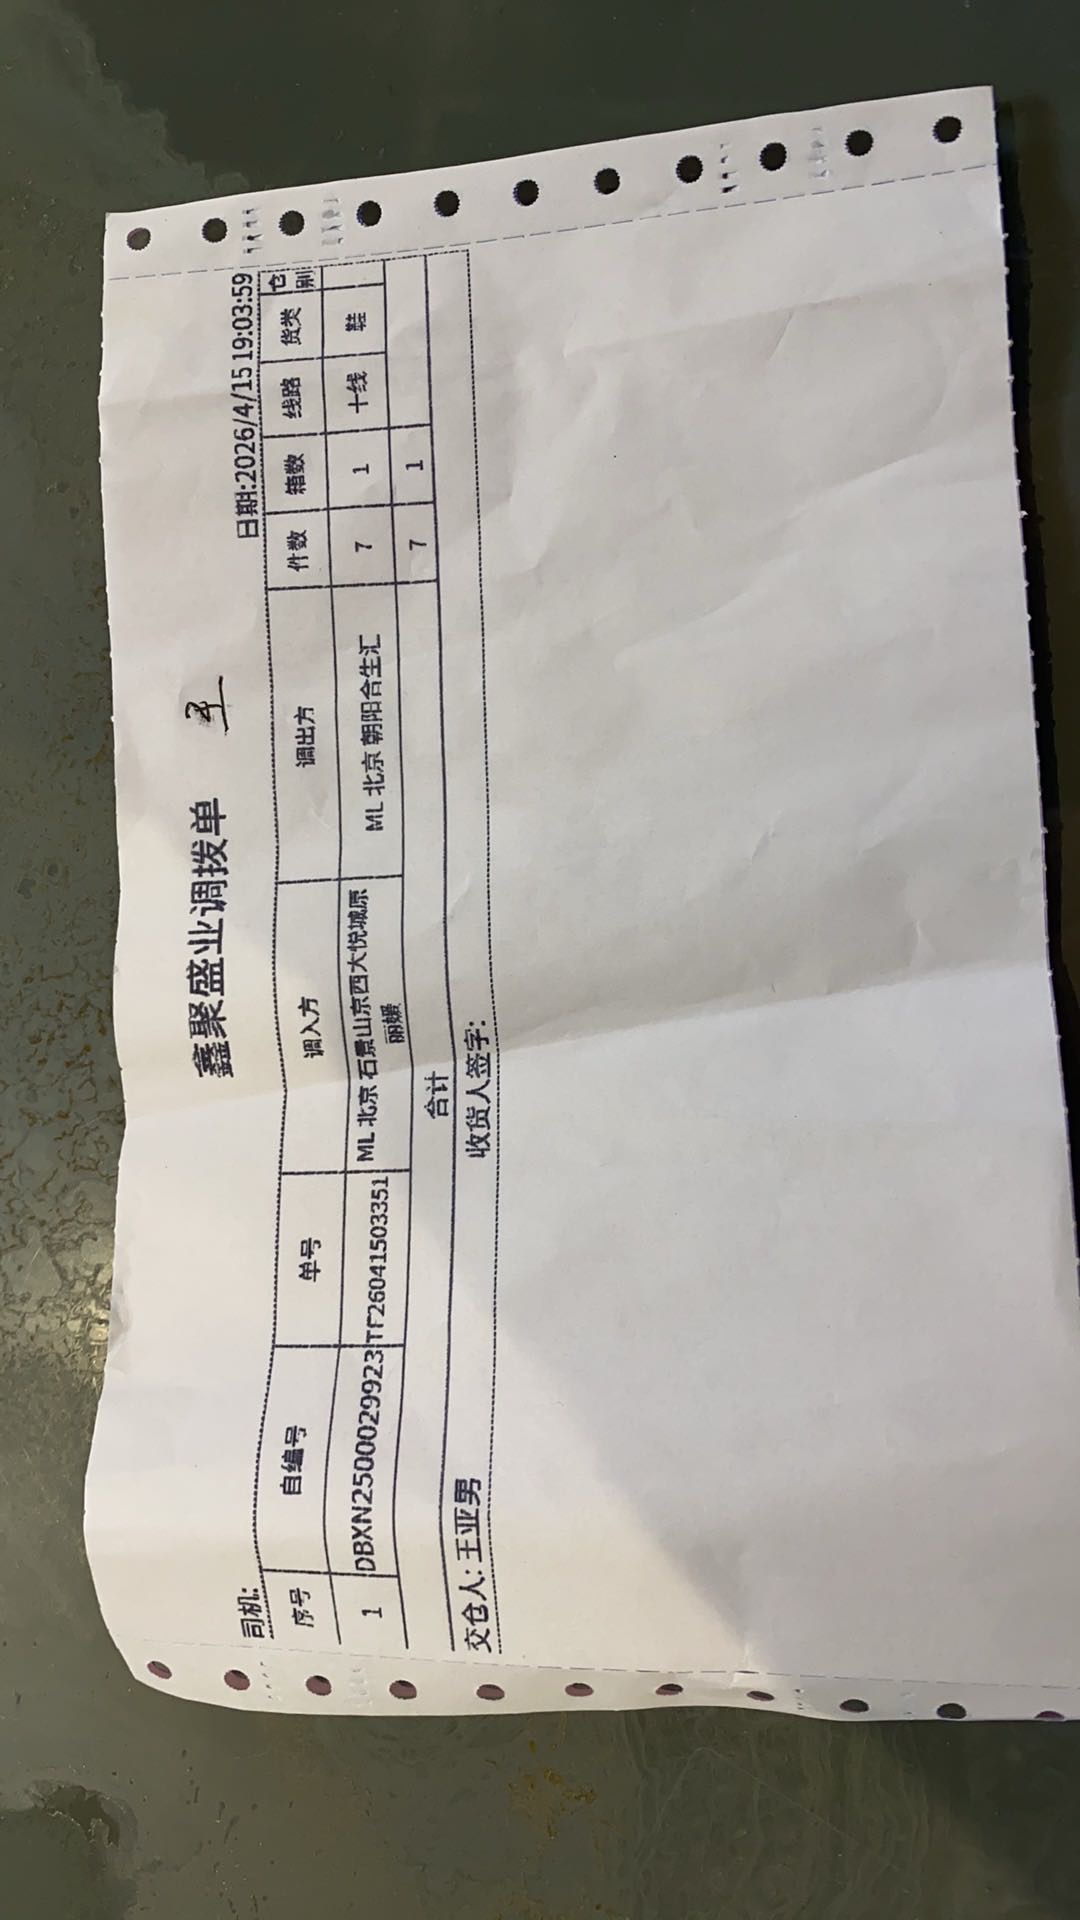 鑫聚盛业调拨单
司机: 日期:2026/4/15 19:03:59
序号 自编号 单号 调入方 调出方 件数 箱数 线路 货类 仓别
1 DBXN2500029923 TF26041503351 ML 北京 石景山京西大悦城原 ML 北京 朝阳合生汇 7 1 十线 鞋
丽媛
合计 7 1
交仓人: 王亚男 收货人签字: